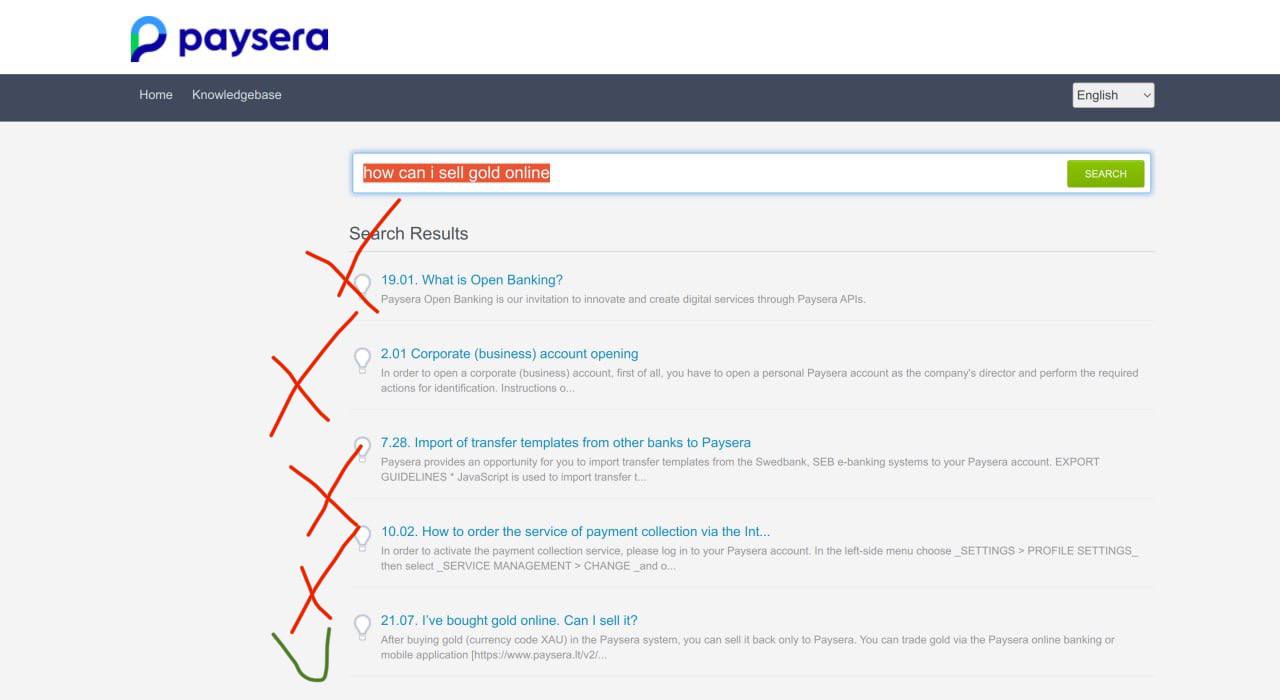 paysera
Home Knowledgebase English
how can i sell gold online SEARCH
Search Results
19.01. What is Open Banking?
Paysera Open Banking is our invitation to innovate and create digital services through Paysera APIs.
2.01 Corporate (business) account opening
In order to open a corporate (business) account, first of all, you have to open a personal Paysera account as the company's director and perform the required
actions for identification. Instructions o...
7.28. Import of transfer templates from other banks to Paysera
Paysera provides an opportunity for you to import transfer templates from the Swedbank, SEB e-banking systems to your Paysera account. EXPORT
GUIDELINES * JavaScript is used to import transfer t...
10.02. How to order the service of payment collection via the Int...
In order to activate the payment collection service, please log in to your Paysera account. In the left-side menu choose _SETTINGS > PROFILE SETTINGS_
then select _SERVICE MANAGEMENT > CHANGE _and o...
21.07. I’ve bought gold online. Can I sell it?
After buying gold (currency code XAU) in the Paysera system, you can sell it back only to Paysera. You can trade gold via the Paysera online banking or
mobile application [https://www.paysera.lt/v2/...